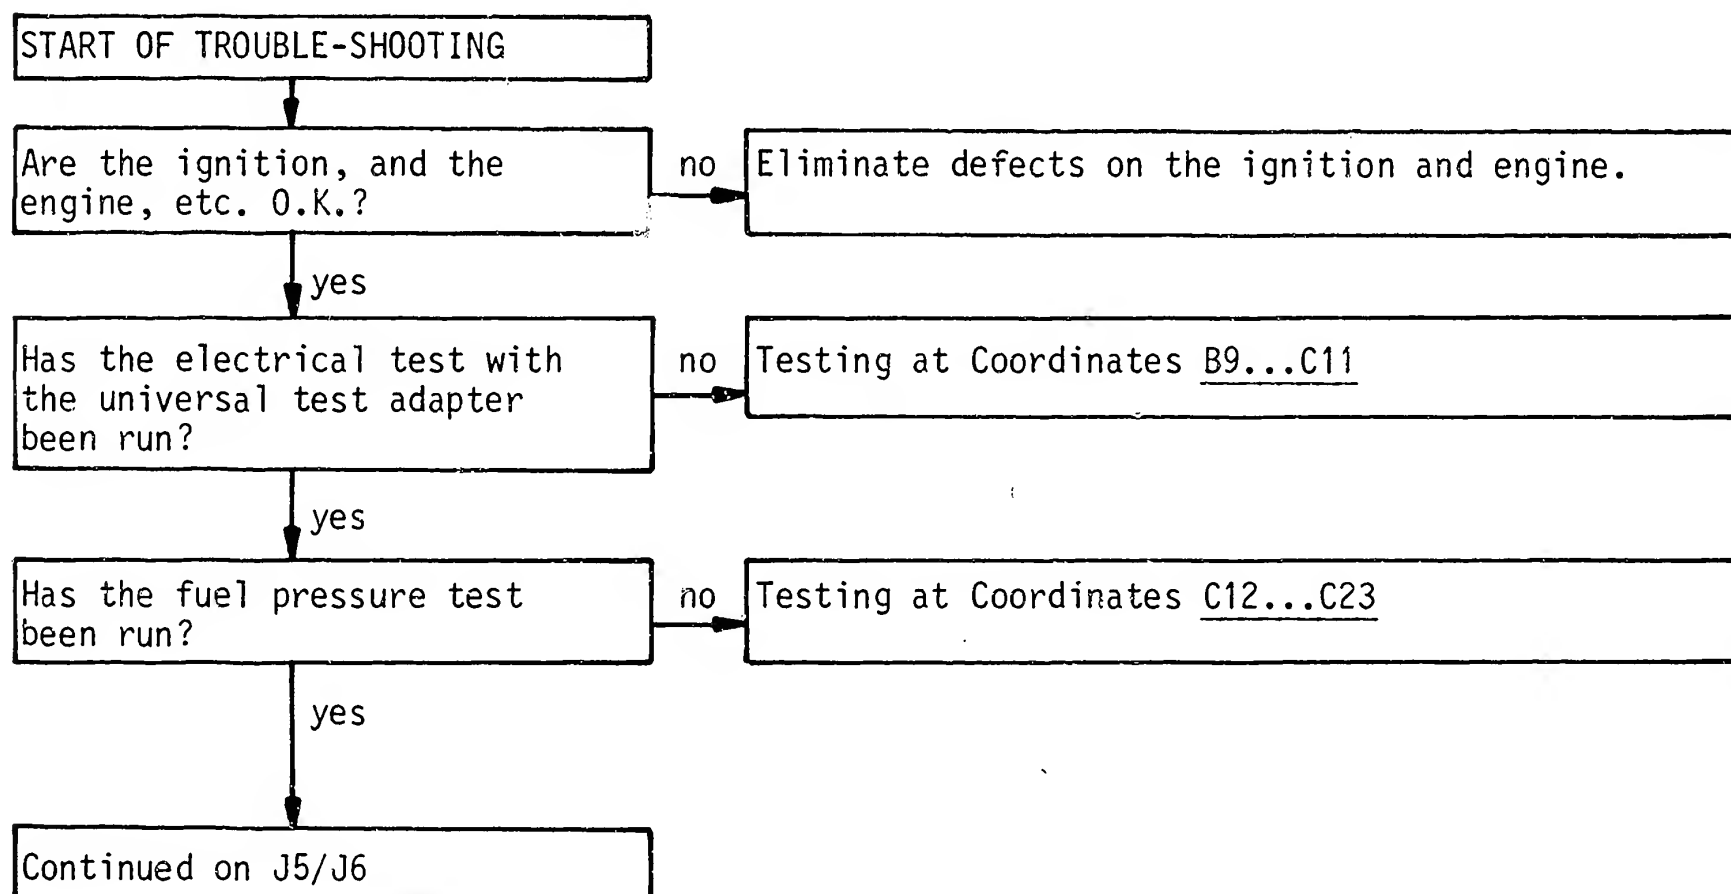 START OF TROUBLE-SHOOTING
Are the ignition, and the
engine, etc. O.K.?
no
Eliminate defects on the ignition and engine.
yes
Has the electrical test with
the universal test adapter
been run?
no
Testing at Coordinates B9...C11
yes
Has the fuel pressure test
been run?
no
Testing at Coordinates C12...C23
yes
Continued on J5/J6